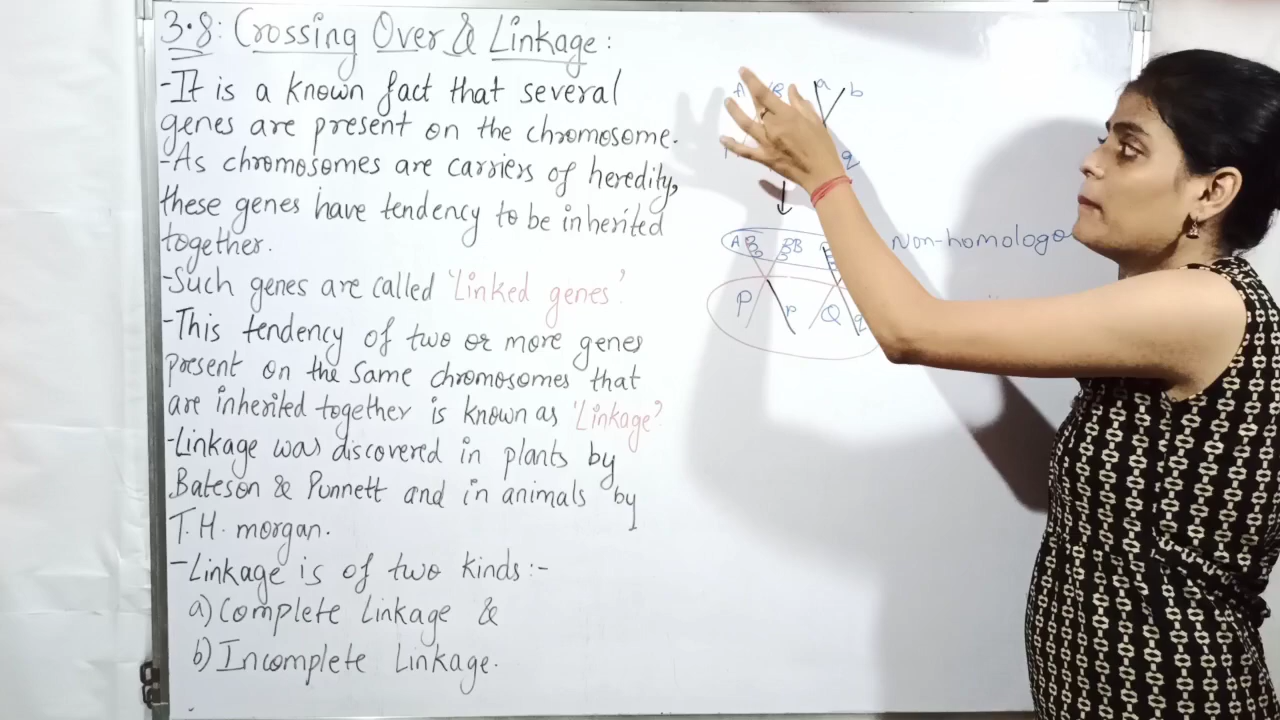 3.8: Crossing Over & Linkage:
-It is a known fact that several
genes are present on the chromosome.
-As chromosomes are carriers of heredity,
these genes have tendency to be inherited
together.
-Such genes are called 'Linked genes'.
-This tendency of two or more genes
present on the same chromosomes that
are inherited together is known as 'Linkage'
-Linkage was discovered in plants by
Bateson & Punnett and in animals by
T.H. morgan.
-Linkage is of two kinds:-
a) Complete Linkage &
b) Incomplete Linkage.
A B a b
q
A B B B B B
Non-homologo
P p Q q